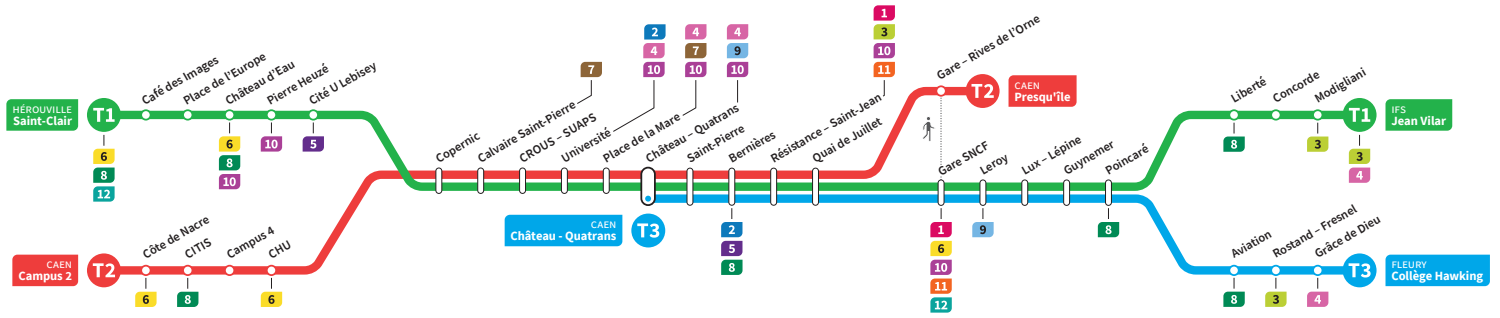 HÉROUVILLE
Saint-Clair
T1
6
8
12
Café des Images
Place de l'Europe
Château d'Eau
6
8
10
Pierre Heuzé
10
Cité U Lebisey
5
CAEN
Campus 2
T2
Côte de Nacre
6
CITIS
8
Campus 4
CHU
6
Copernic
Calvaire Saint-Pierre
7
CROUS – SUAPS
Université
2
4
10
Place de la Mare
4
7
10
Château – Quatrans
4
9
10
CAEN
Château - Quatrans
T3
Saint-Pierre
Bernières
2
5
8
Résistance – Saint-Jean
1
3
10
11
Quai de Juillet
Gare – Rives de l'Orne
T2
CAEN
Presqu'île
Gare SNCF
1
6
10
11
12
Leroy
9
Lux – Lépine
Guynemer
Poincaré
8
Liberté
8
Concorde
Modigliani
3
T1
3
4
IFS
Jean Vilar
Aviation
8
Rostand – Fresnel
3
Grâce de Dieu
4
T3
FLEURY
Collège Hawking